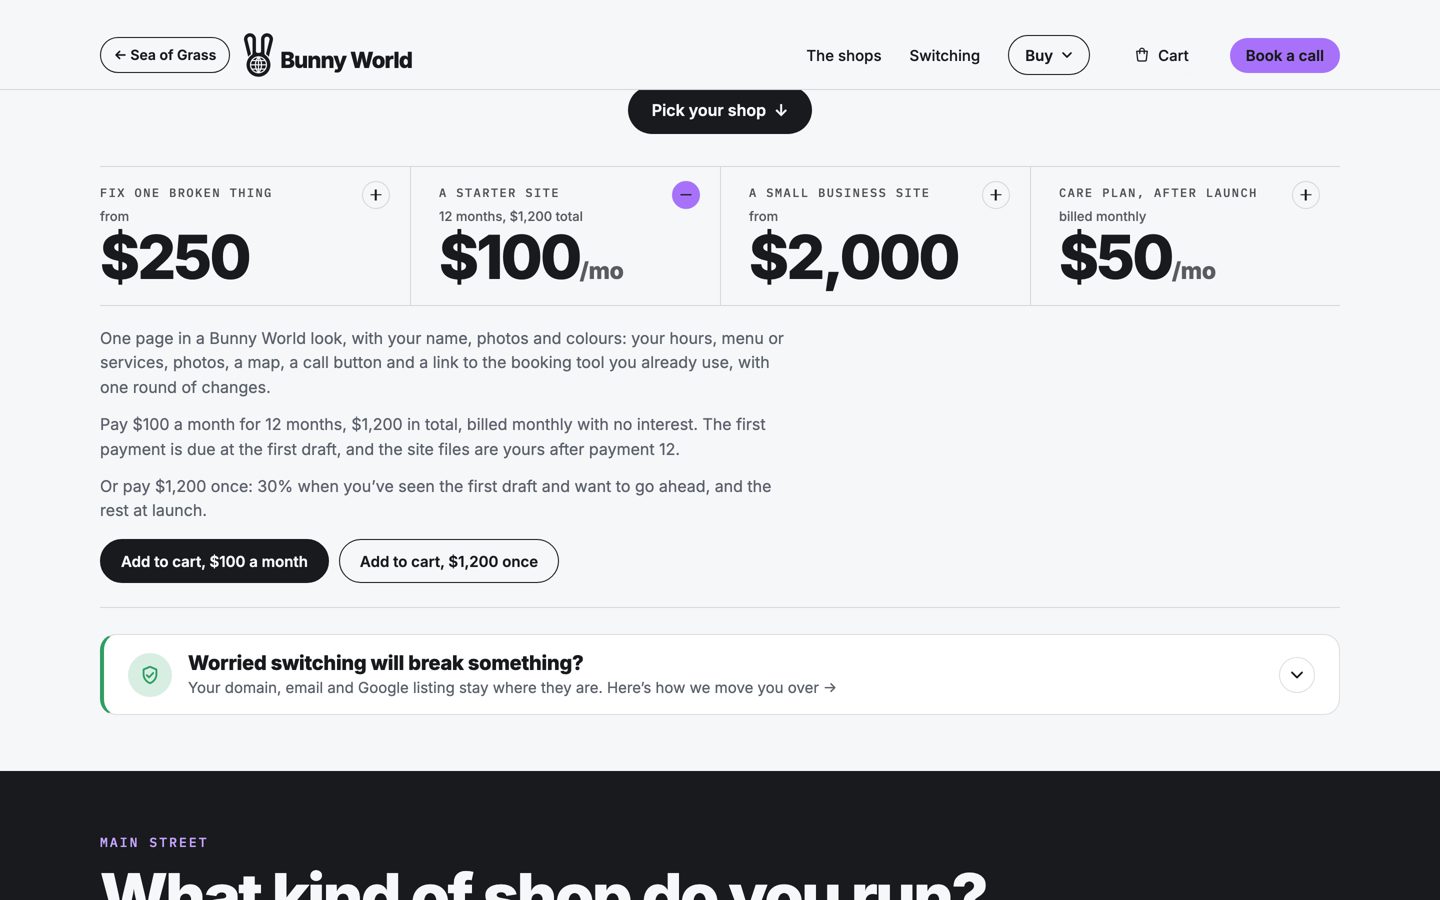 ← Sea of Grass
Bunny World
The shops
Switching
Buy
Cart
Book a call
Pick your shop ↓
FIX ONE BROKEN THING
from
$250
A STARTER SITE
12 months, $1,200 total
$100/mo
A SMALL BUSINESS SITE
from
$2,000
CARE PLAN, AFTER LAUNCH
billed monthly
$50/mo
One page in a Bunny World look, with your name, photos and colours: your hours, menu or
services, photos, a map, a call button and a link to the booking tool you already use, with
one round of changes.
Pay $100 a month for 12 months, $1,200 in total, billed monthly with no interest. The first
payment is due at the first draft, and the site files are yours after payment 12.
Or pay $1,200 once: 30% when you’ve seen the first draft and want to go ahead, and the
rest at launch.
Add to cart, $100 a month
Add to cart, $1,200 once
Worried switching will break something?
Your domain, email and Google listing stay where they are. Here’s how we move you over →
MAIN STREET
What kind of shop do you run?